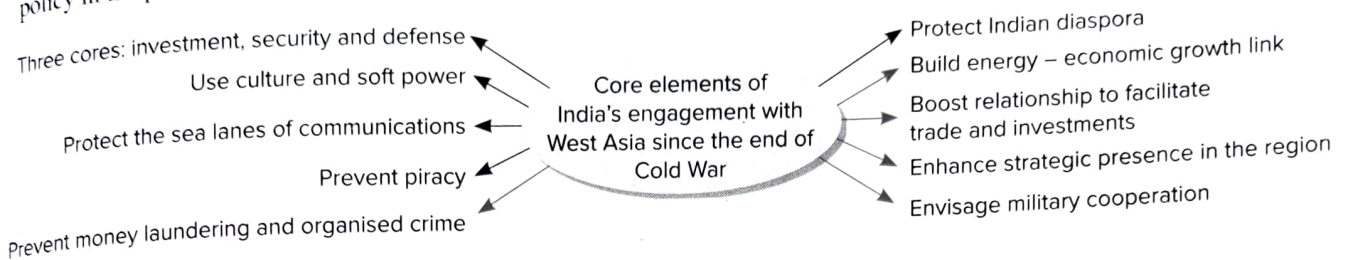 policy in
Three cores: investment, security and defense
Use culture and soft power
Protect the sea lanes of communications
Prevent piracy
Prevent money laundering and organised crime
Core elements of
India's engagement with
West Asia since the end of
Cold War
Protect Indian diaspora
Build energy – economic growth link
Boost relationship to facilitate
trade and investments
Enhance strategic presence in the region
Envisage military cooperation